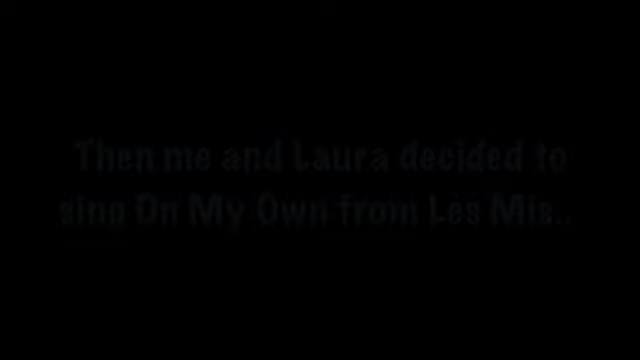 Then me and Laura decided to
sing On My Own from Les Mis..